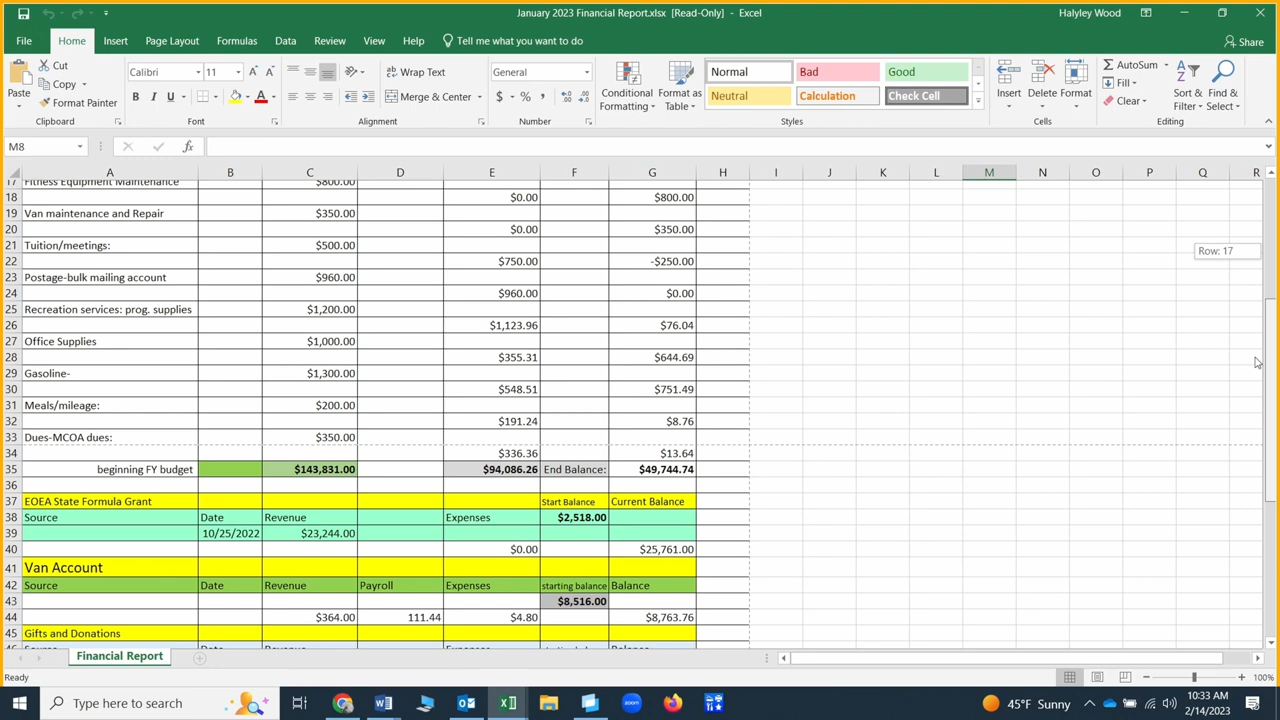 January 2023 Financial Report.xlsx [Read-Only] - Excel
Halyley Wood
File Home Insert Page Layout Formulas Data Review View Help Tell me what you want to do Share
Paste Cut Copy Format Painter
Clipboard
Calibri 11
B I U A
Font
Wrap Text
Merge & Center
Alignment
General
$ % ,
Number
Conditional Formatting
Format as Table
Normal Bad Good
Neutral Calculation Check Cell
Styles
Insert Delete Format
Cells
AutoSum Fill Clear
Sort & Filter Find & Select
Editing
M8 fx
A B C D E F G H I J K L M N O P Q R
17 Fitness Equipment Maintenance $800.00
18 $0.00 $800.00
19 Van maintenance and Repair $350.00
20 $0.00 $350.00
21 Tuition/meetings: $500.00
22 $750.00 -$250.00
23 Postage-bulk mailing account $960.00
24 $960.00 $0.00
25 Recreation services: prog. supplies $1,200.00
26 $1,123.96 $76.04
27 Office Supplies $1,000.00
28 $355.31 $644.69
29 Gasoline- $1,300.00
30 $548.51 $751.49
31 Meals/mileage: $200.00
32 $191.24 $8.76
33 Dues-MCOA dues: $350.00
34 $336.36 $13.64
35 beginning FY budget $143,831.00 $94,086.26 End Balance: $49,744.74
36
37 EOEA State Formula Grant Start Balance Current Balance
38 Source Date Revenue Expenses $2,518.00
39 10/25/2022 $23,244.00
40 $0.00 $25,761.00
41 Van Account
42 Source Date Revenue Payroll Expenses starting balance Balance
43 $8,516.00
44 $364.00 111.44 $4.80 $8,763.76
45 Gifts and Donations
Row: 17
Financial Report
Ready
100%
Type here to search
zoom
45°F Sunny
10:33 AM
2/14/2023